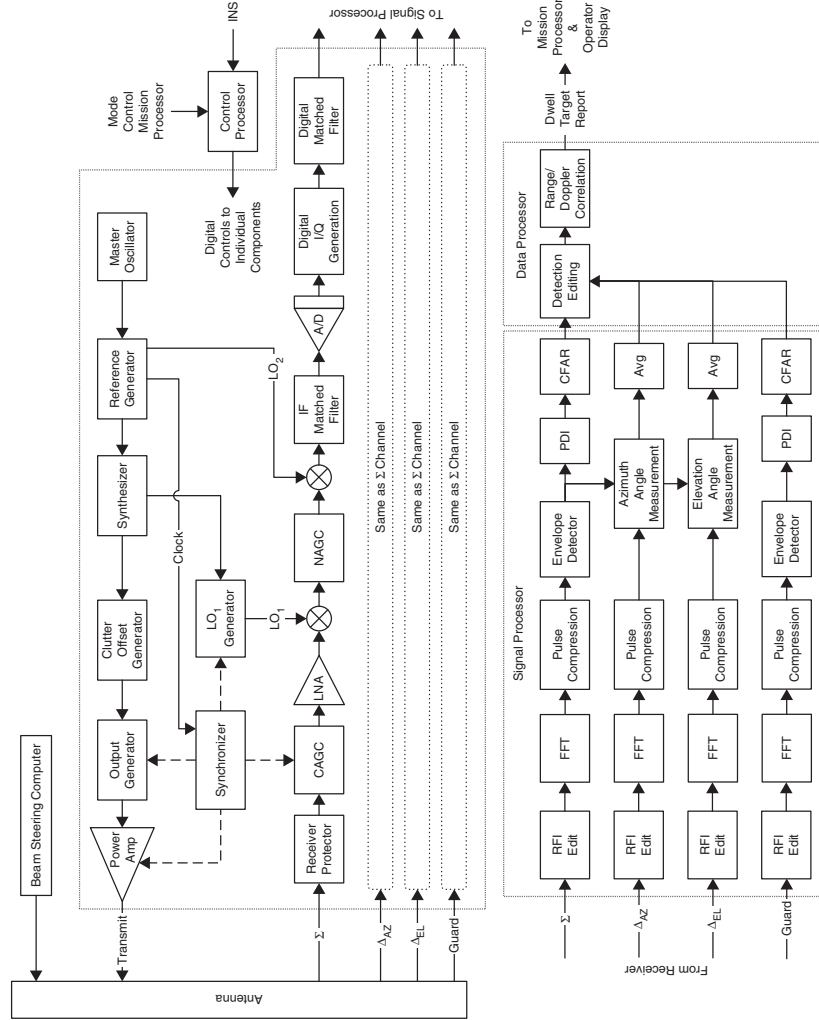 Beam Steering Computer
Antenna
Transmit
Power
Amp
Output
Generator
Clutter
Offset
Generator
Synthesizer
Reference
Generator
Master
Oscillator
Mode
Control
Mission
Processor
INS
Control
Processor
Digital
Controls to
Individual
Components
Synchronizer
Clock
LO1
Generator
LO1
LO2
Σ
Receiver
Protector
CAGC
LNA
NAGC
IF
Matched
Filter
A/D
Digital
I/Q
Generation
Digital
Matched
Filter
To Signal Processor
ΔAZ
Same as Σ Channel
ΔEL
Same as Σ Channel
Guard
Same as Σ Channel
Signal Processor
Data Processor
From Receiver
Σ
RFI
Edit
FFT
Pulse
Compression
Envelope
Detector
PDI
CFAR
Detection
Editing
Range/
Doppler
Correlation
Dwell
Target
Report
To
Mission
Processor
&
Operator
Display
ΔAZ
RFI
Edit
FFT
Pulse
Compression
Azimuth
Angle
Measurement
Avg
ΔEL
RFI
Edit
FFT
Pulse
Compression
Elevation
Angle
Measurement
Avg
Guard
RFI
Edit
FFT
Pulse
Compression
Envelope
Detector
PDI
CFAR